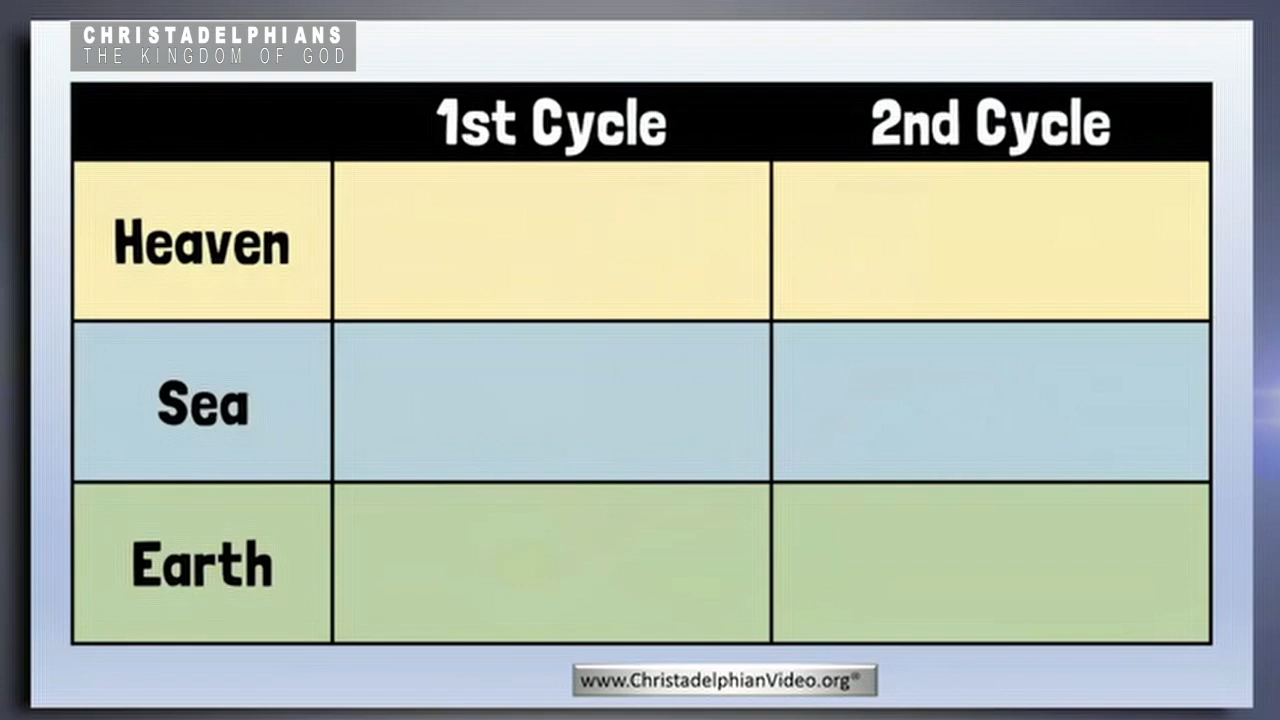 CHRISTADELPHIANS
THE KINGDOM OF GOD
1st Cycle 2nd Cycle
Heaven
Sea
Earth
www.ChristadelphianVideo.org®